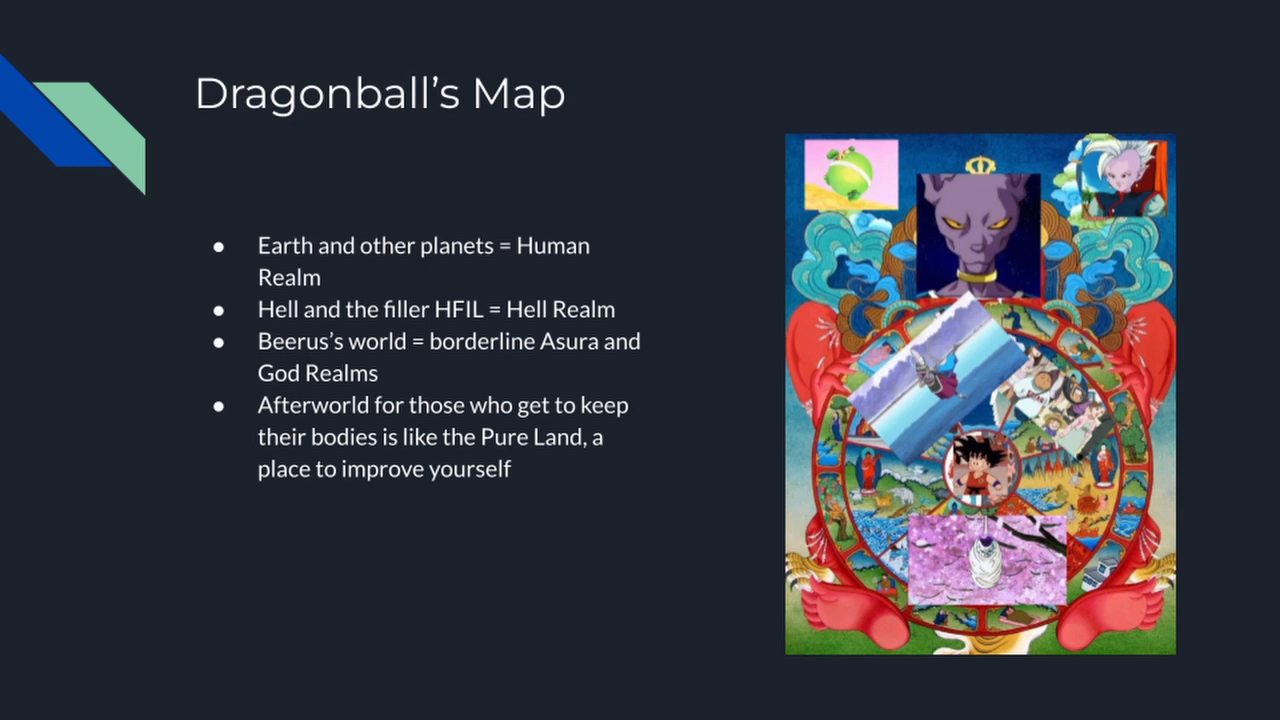 Dragonball’s Map
● Earth and other planets = Human
Realm
● Hell and the filler HFIL = Hell Realm
● Beerus’s world = borderline Asura and
God Realms
● Afterworld for those who get to keep
their bodies is like the Pure Land, a
place to improve yourself